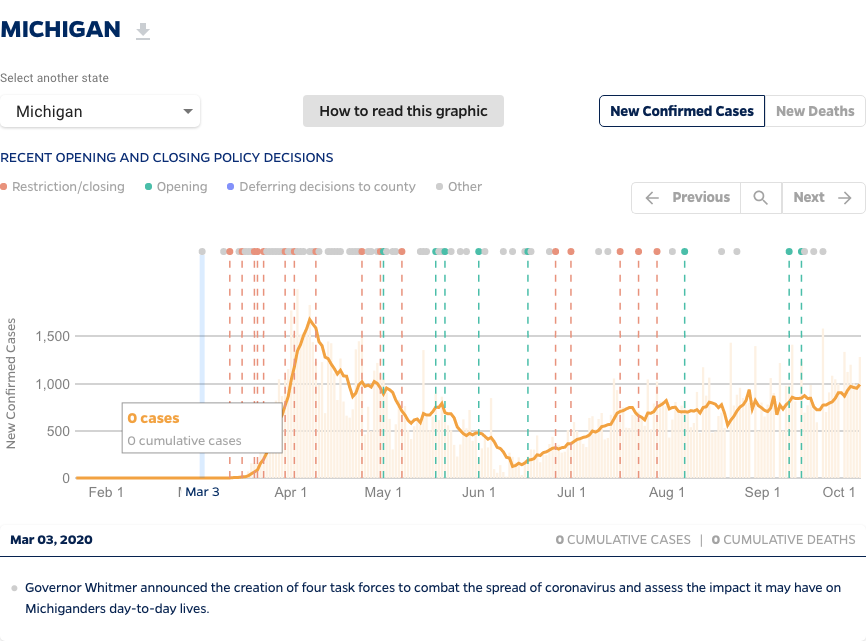 MICHIGAN
Select another state
Michigan
How to read this graphic
New Confirmed Cases
New Deaths
RECENT OPENING AND CLOSING POLICY DECISIONS
Restriction/closing
Opening
Deferring decisions to county
Other
Previous
Next
New Confirmed Cases
1,500
1,000
500
0
0 cases
0 cumulative cases
Feb 1
Mar 3
Apr 1
May 1
Jun 1
Jul 1
Aug 1
Sep 1
Oct 1
Mar 03, 2020
0 CUMULATIVE CASES | 0 CUMULATIVE DEATHS
Governor Whitmer announced the creation of four task forces to combat the spread of coronavirus and assess the impact it may have on
Michiganders day-to-day lives.